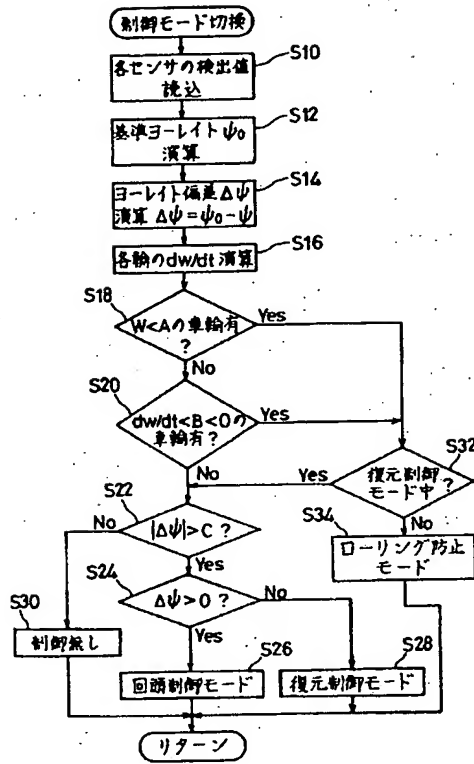 制御モード切換
S10
各センサの検出値
読込
S12
基準ヨーレイトψ₀
演算
S14
ヨーレイト偏差Δψ
演算 Δψ=ψ₀-ψ
S16
各輪のdw/dt演算
S18
W<Aの車輪有
?
Yes
No
S20
dw/dt<B<0の
車輪有?
Yes
No
S32
復元制御
モード中?
Yes
No
S22
|Δψ|>C?
No
Yes
S34
ローリング防止
モード
S24
Δψ>0?
No
Yes
S30
制御無し
S26
回頭制御モード
S28
復元制御モード
リターン